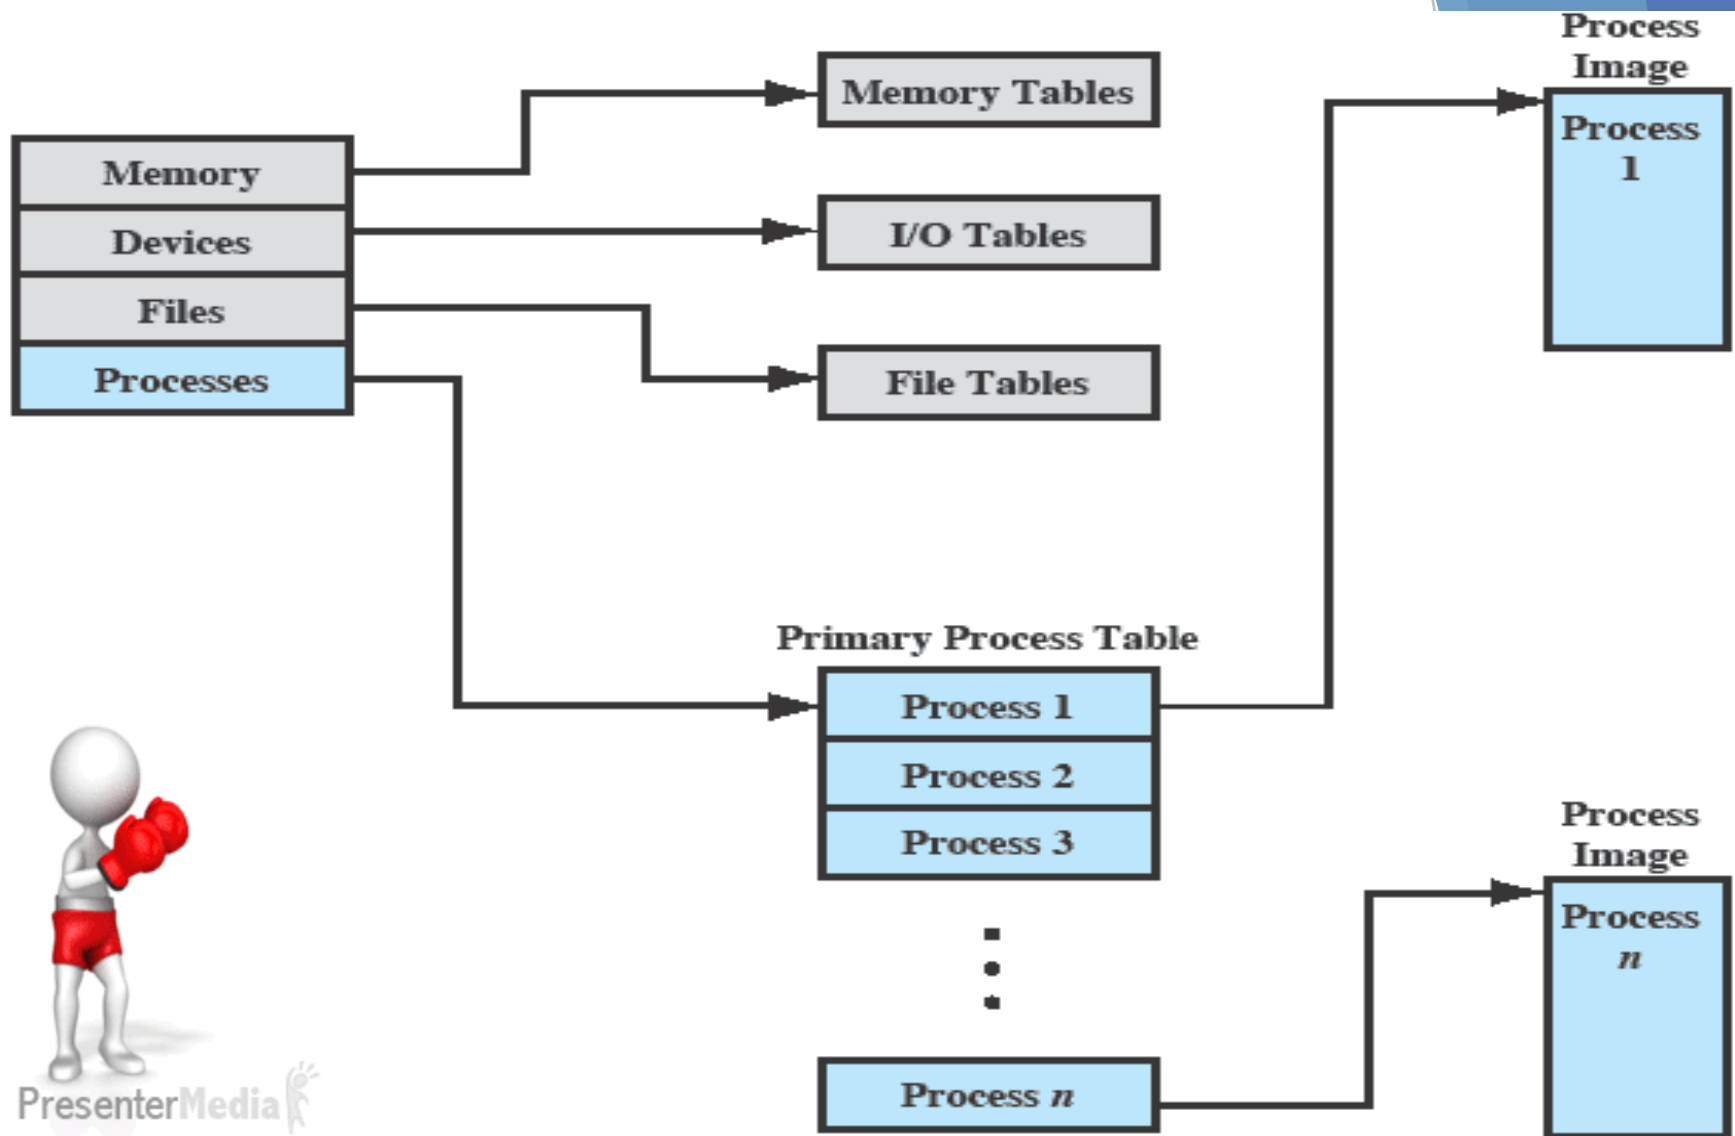 Memory
Devices
Files
Processes
Memory Tables
I/O Tables
File Tables
Primary Process Table
Process 1
Process 2
Process 3
Process n
Process
Image
Process
1
Process
Image
Process
n
PresenterMedia